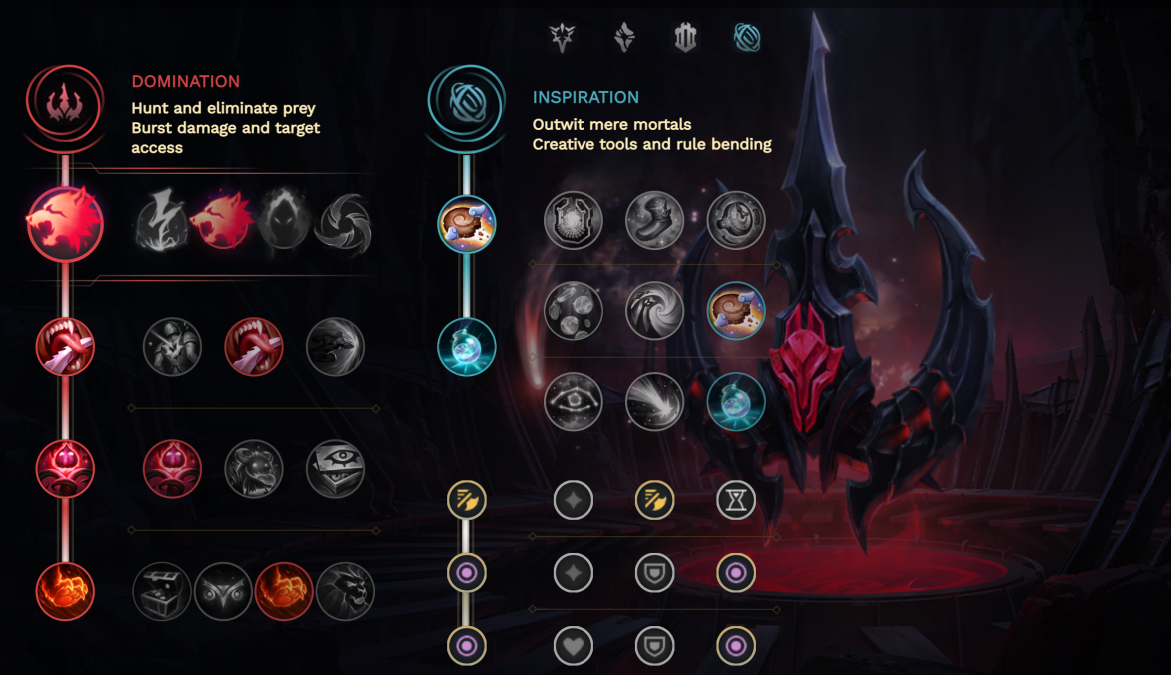 DOMINATION
Hunt and eliminate prey
Burst damage and target
access
INSPIRATION
Outwit mere mortals
Creative tools and rule bending